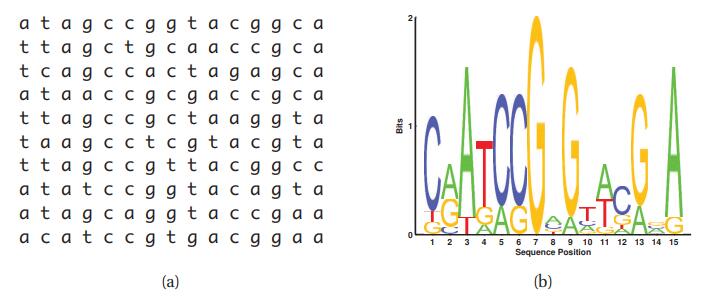 a t a g c c g g t a c g g c a
t t a g c t g c a a c c g c a
t c a g c c a c t a g a g c a
a t a a c c g c g a c c g c a
t t a g c c g c t a a g g t a
t a a g c c t c g t a c g t a
t t a g c c g t t a c g g c c
a t a t c c g g t a c a g t a
a t a g c a g g t a c c g a a
a c a t c c g t g a c g g a a
(a)
2
1
0
Bits
C A A T C C G G T A C G A
T G T G A G A T G A G
1 2 3 4 5 6 7 8 9 10 11 12 13 14 15
Sequence Position
(b)